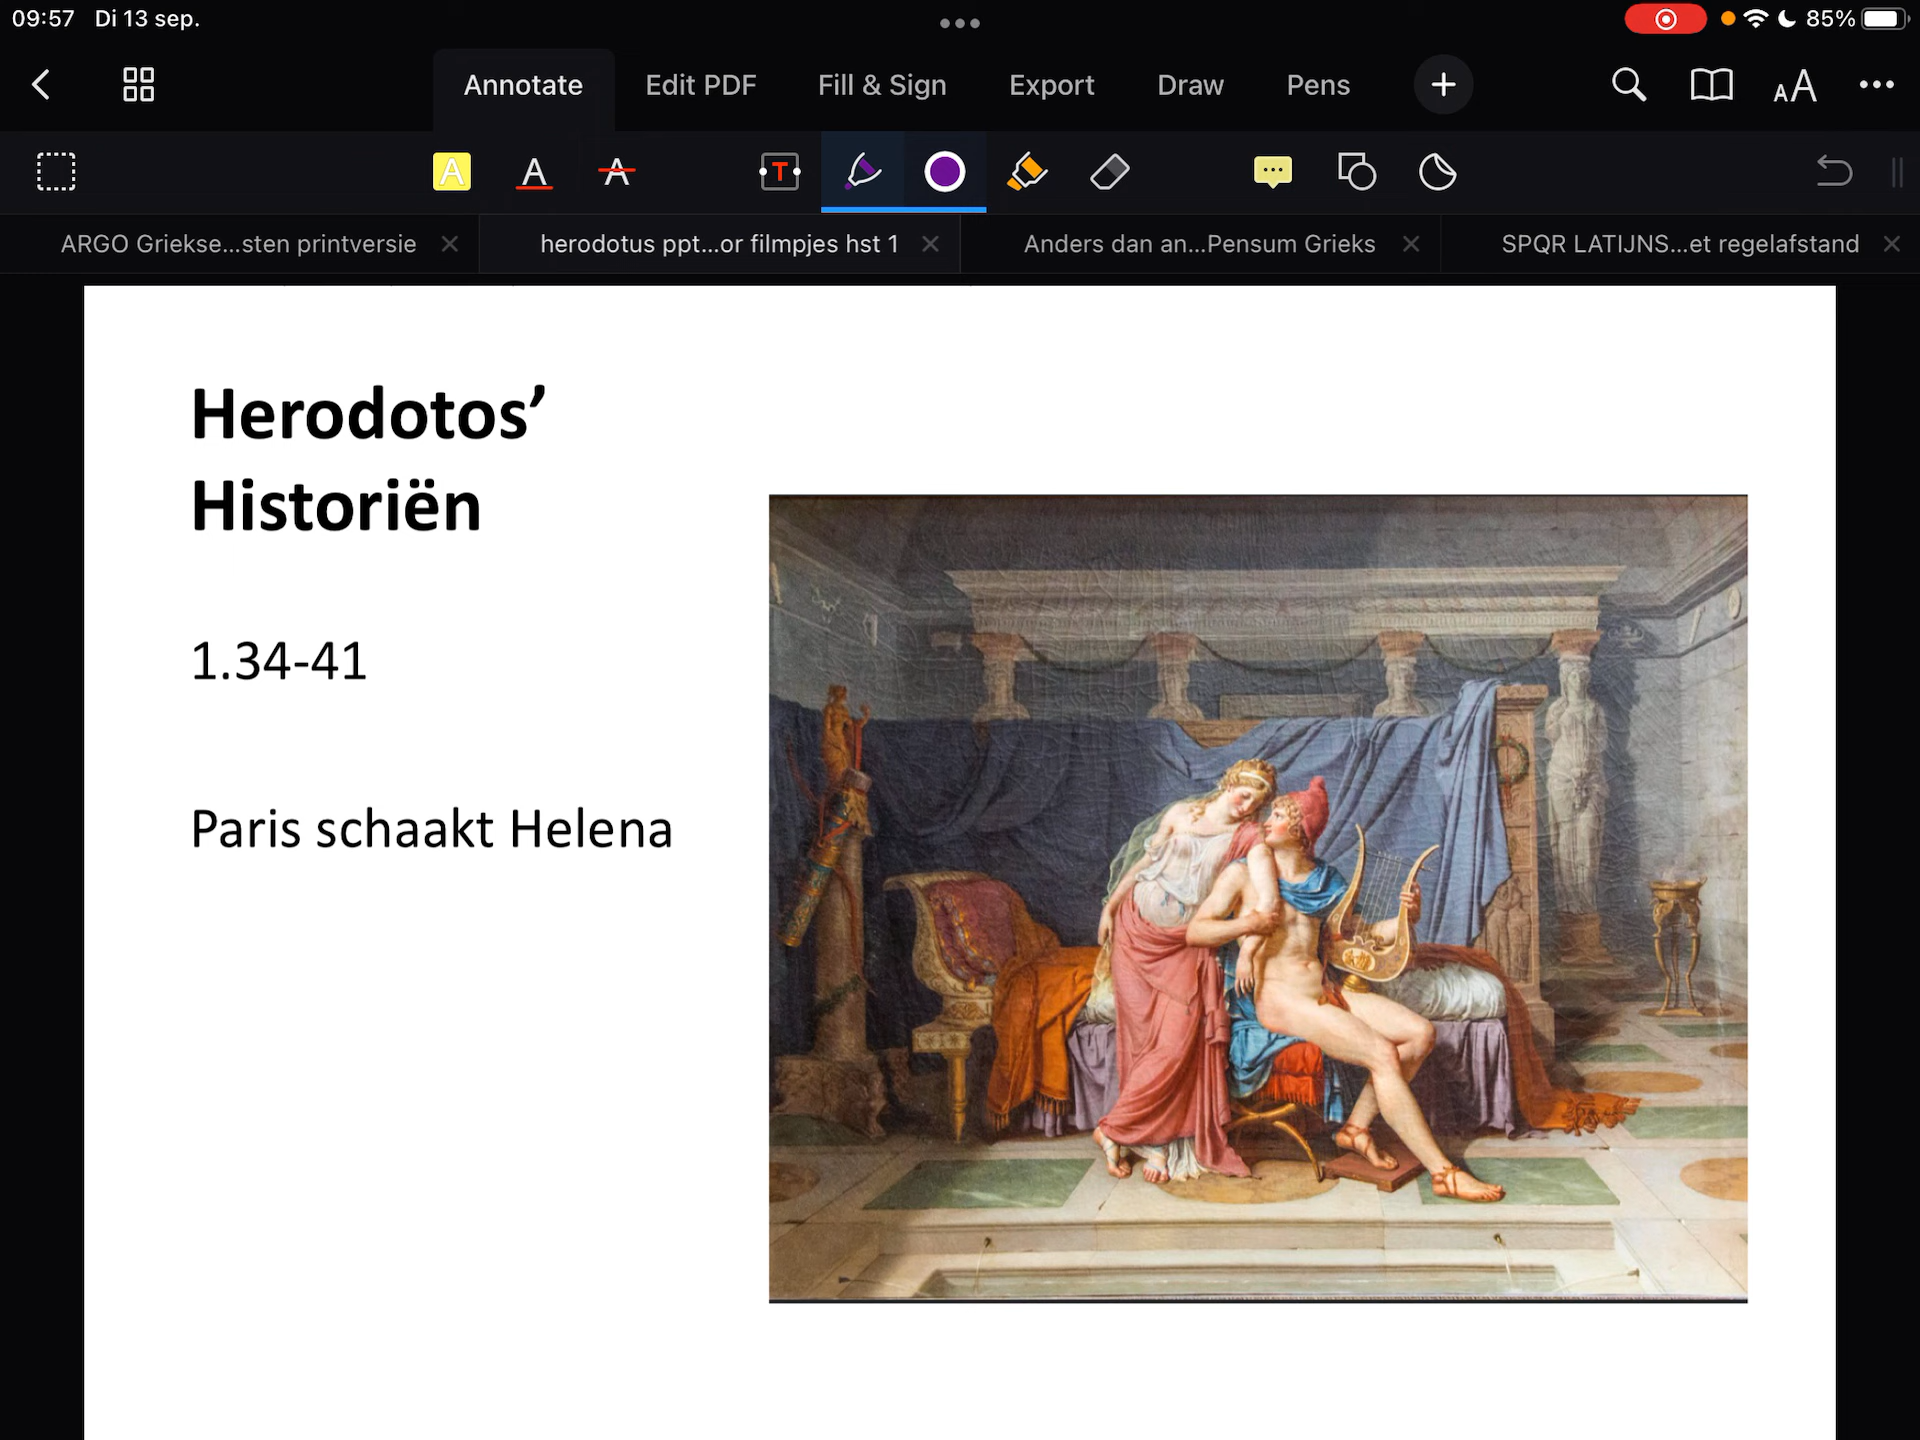 09:57 Di 13 sep.
85%
Annotate Edit PDF Fill & Sign Export Draw Pens
AA
A A A T
ARGO Griekse...sten printversie herodotus ppt...or filmpjes hst 1 Anders dan an...Pensum Grieks SPQR LATIJNS...et regelafstand
Herodotos’
Historiën
1.34-41
Paris schaakt Helena